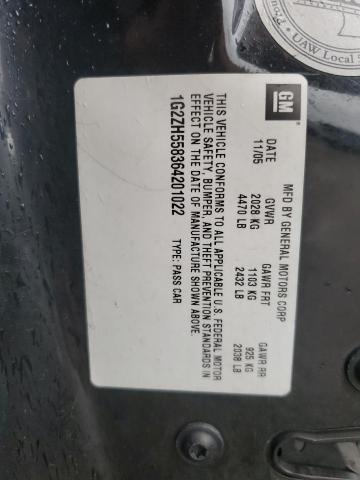 GM
MFD BY GENERAL MOTORS CORP
DATE GVWR GAWR FRT GAWR RR
11/05 2028 KG 1103 KG 925 KG
4470 LB 2432 LB 2038 LB
THIS VEHICLE CONFORMS TO ALL APPLICABLE U.S. FEDERAL MOTOR
VEHICLE SAFETY, BUMPER, AND THEFT PREVENTION STANDARDS IN
EFFECT ON THE DATE OF MANUFACTURE SHOWN ABOVE.
1G2ZH558364201022 TYPE: PASS CAR
UAW Local